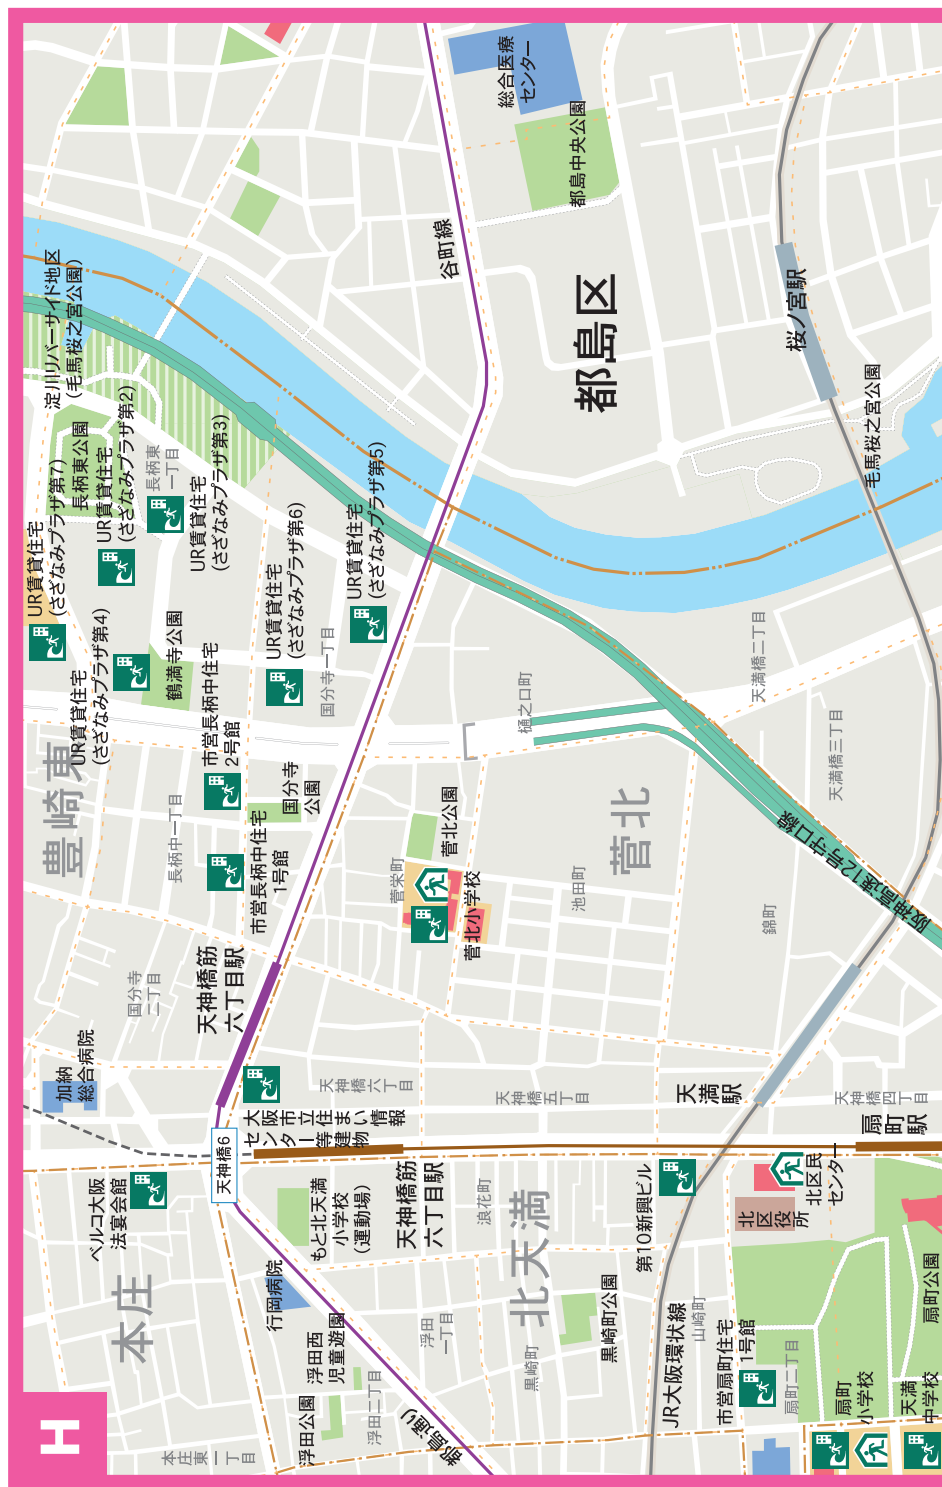 H
本庄東一丁目
浮田公園
浮田西
児童遊園
浮田二丁目
都島通り
本庄
ベルコ大阪
法宴会館
行岡病院
もと北天満
小学校
(運動場)
天神橋筋
六丁目駅
浮田
一丁目
浪花町
北天満
黒崎町
黒崎町公園
第10新興ビル
JR大阪環状線
山崎町
市営扇町住宅
1号館
扇町二丁目
扇町
小学校
天満
中学校
扇町公園
北区役所
北区民
センター
扇町駅
天神橋6
大阪市立住まい情報
センター等建物
加納
総合病院
国分寺
二丁目
天神橋筋
六丁目駅
天神橋六丁目
天神橋五丁目
天満駅
天神橋四丁目
豊崎東
長柄中一丁目
市営長柄中住宅
1号館
市営長柄中住宅
2号館
国分寺
公園
菅栄町
菅北公園
菅北小学校
池田町
菅北
錦町
阪神高速12号守口線
UR賃貸住宅
(さざなみプラザ第4)
UR賃貸住宅
(さざなみプラザ第7)
鶴満寺公園
長柄東公園
UR賃貸住宅
(さざなみプラザ第2)
長柄東
一丁目
UR賃貸住宅
(さざなみプラザ第3)
UR賃貸住宅
(さざなみプラザ第6)
国分寺一丁目
UR賃貸住宅
(さざなみプラザ第5)
樋之口町
天満橋二丁目
天満橋三丁目
淀川リバーサイド地区
(毛馬桜之宮公園)
谷町線
都島区
総合医療
センター
都島中央公園
桜ノ宮駅
毛馬桜之宮公園